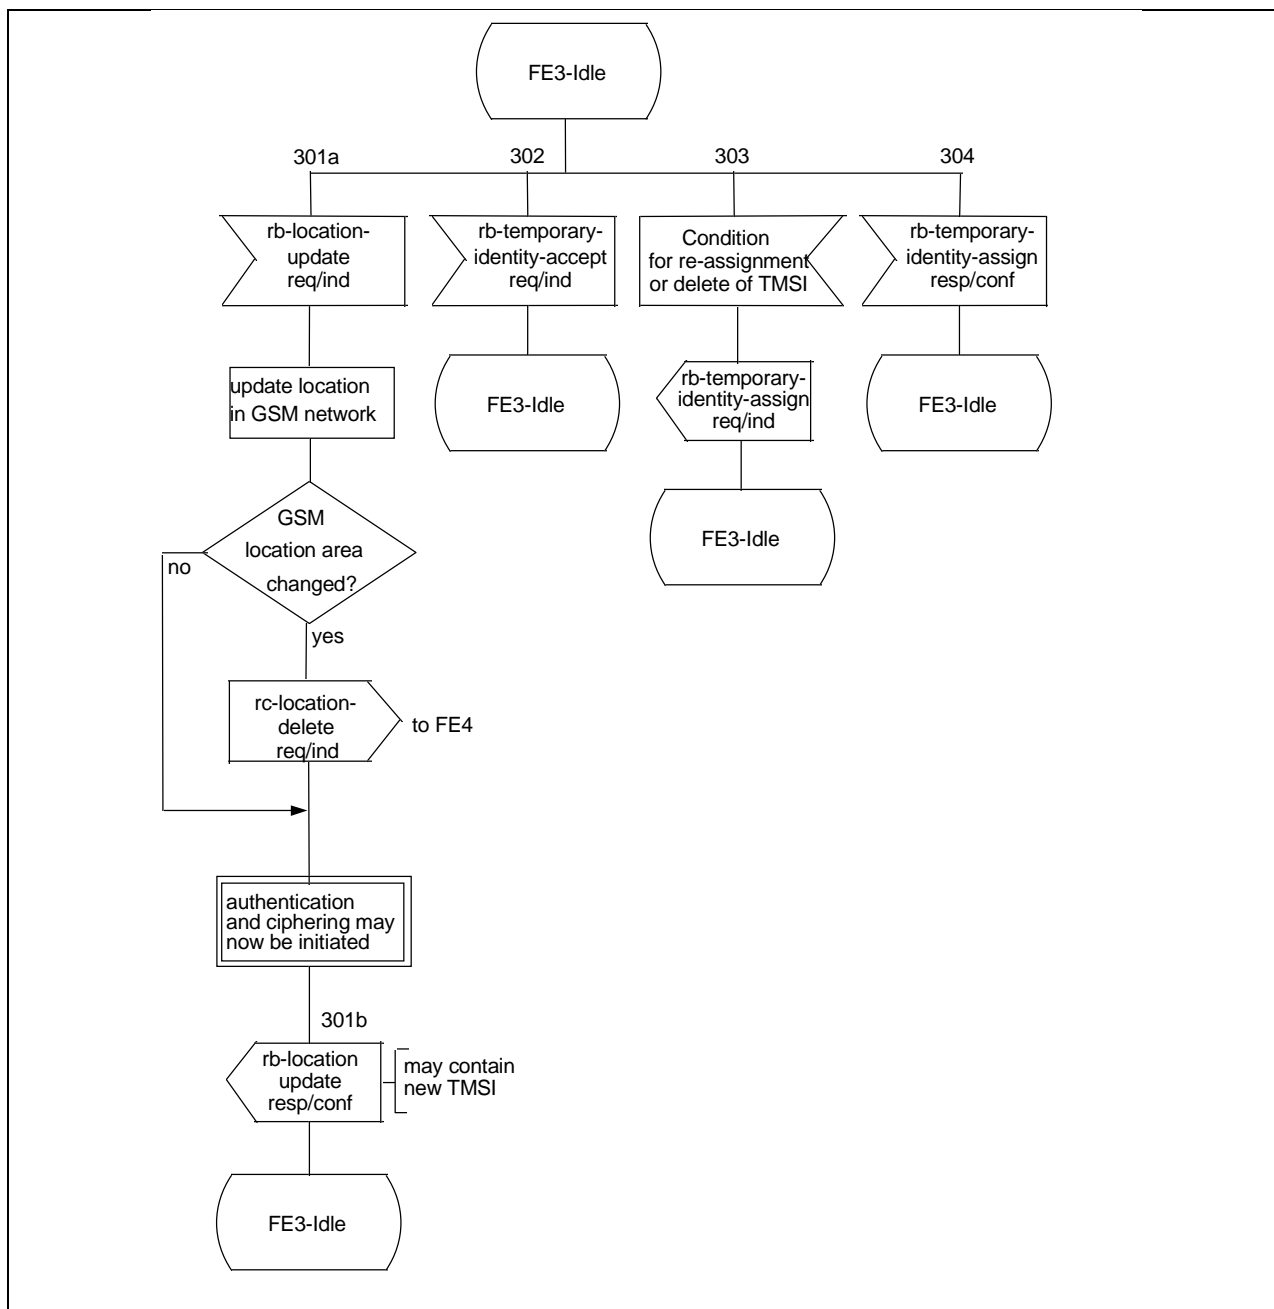 FE3-Idle
301a
302
303
304
rb-location-
update
req/ind
rb-temporary-
identity-accept
req/ind
Condition
for re-assignment
or delete of TMSI
rb-temporary-
identity-assign
resp/conf
update location
in GSM network
FE3-Idle
rb-temporary-
identity-assign
req/ind
FE3-Idle
FE3-Idle
GSM
location area
changed?
no
yes
rc-location-
delete
req/ind
to FE4
authentication
and ciphering may
now be initiated
301b
rb-location
update
resp/conf
may contain
new TMSI
FE3-Idle